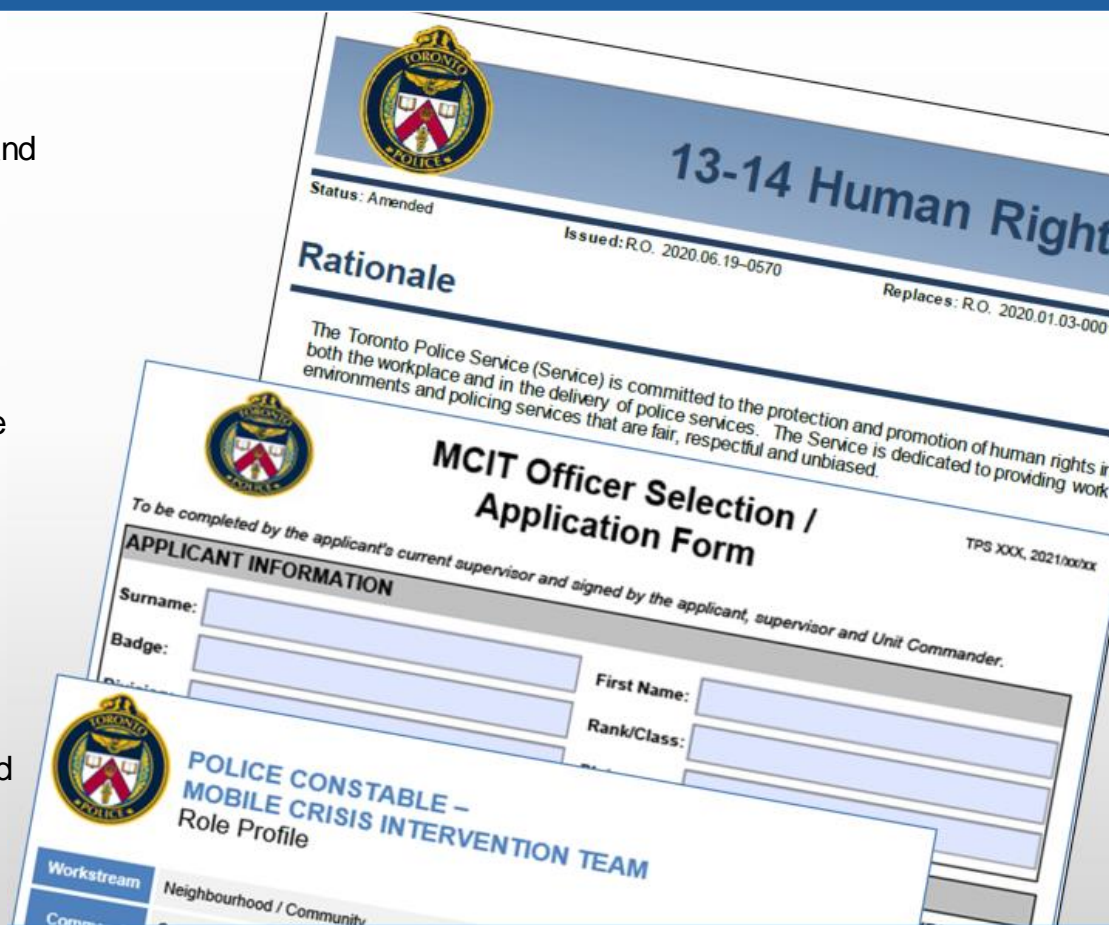 nd
e
d
TORONTO
POLICE
13-14 Human Right
Status: Amended
Issued: R.O. 2020.06.19–0570
Replaces: R.O. 2020.01.03-000
Rationale
The Toronto Police Service (Service) is committed to the protection and promotion of human rights in
both the workplace and in the delivery of police services. The Service is dedicated to providing work
environments and policing services that are fair, respectful and unbiased.
TORONTO
POLICE
MCIT Officer Selection /
Application Form
TPS XXX, 2021/xx/xx
To be completed by the applicant's current supervisor and signed by the applicant, supervisor and Unit Commander.
APPLICANT INFORMATION
Surname:
First Name:
Badge:
Rank/Class:
TORONTO
POLICE
POLICE CONSTABLE –
MOBILE CRISIS INTERVENTION TEAM
Role Profile
Workstream
Neighbourhood / Community